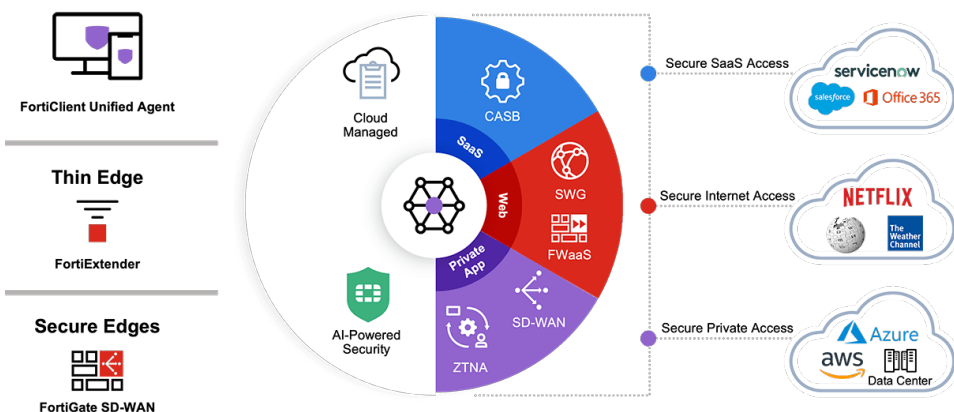 FortiClient Unified Agent
Thin Edge
FortiExtender
Secure Edges
FortiGate SD-WAN
Cloud
Managed
AI-Powered
Security
SaaS
Web
Private
App
CASB
SWG
FWaaS
SD-WAN
ZTNA
Secure SaaS Access
Secure Internet Access
Secure Private Access
servicenow
salesforce
Office 365
NETFLIX
The
Weather
Channel
Azure
aws
Data Center